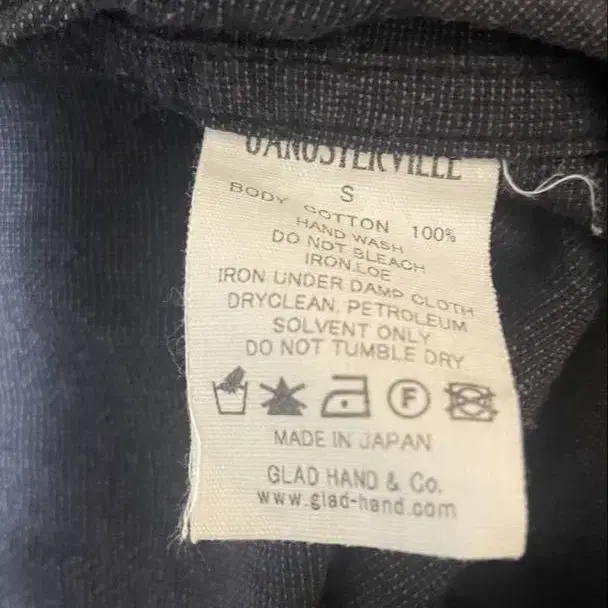 GANGSTERVILLE
S
BODY COTTON 100%
HAND WASH
DO NOT BLEACH
IRON.LOE
IRON UNDER DAMP CLOTH
DRYCLEAN, PETROLEUM
SOLVENT ONLY
DO NOT TUMBLE DRY
F
MADE IN JAPAN
GLAD HAND & Co.
www.glad-hand.com